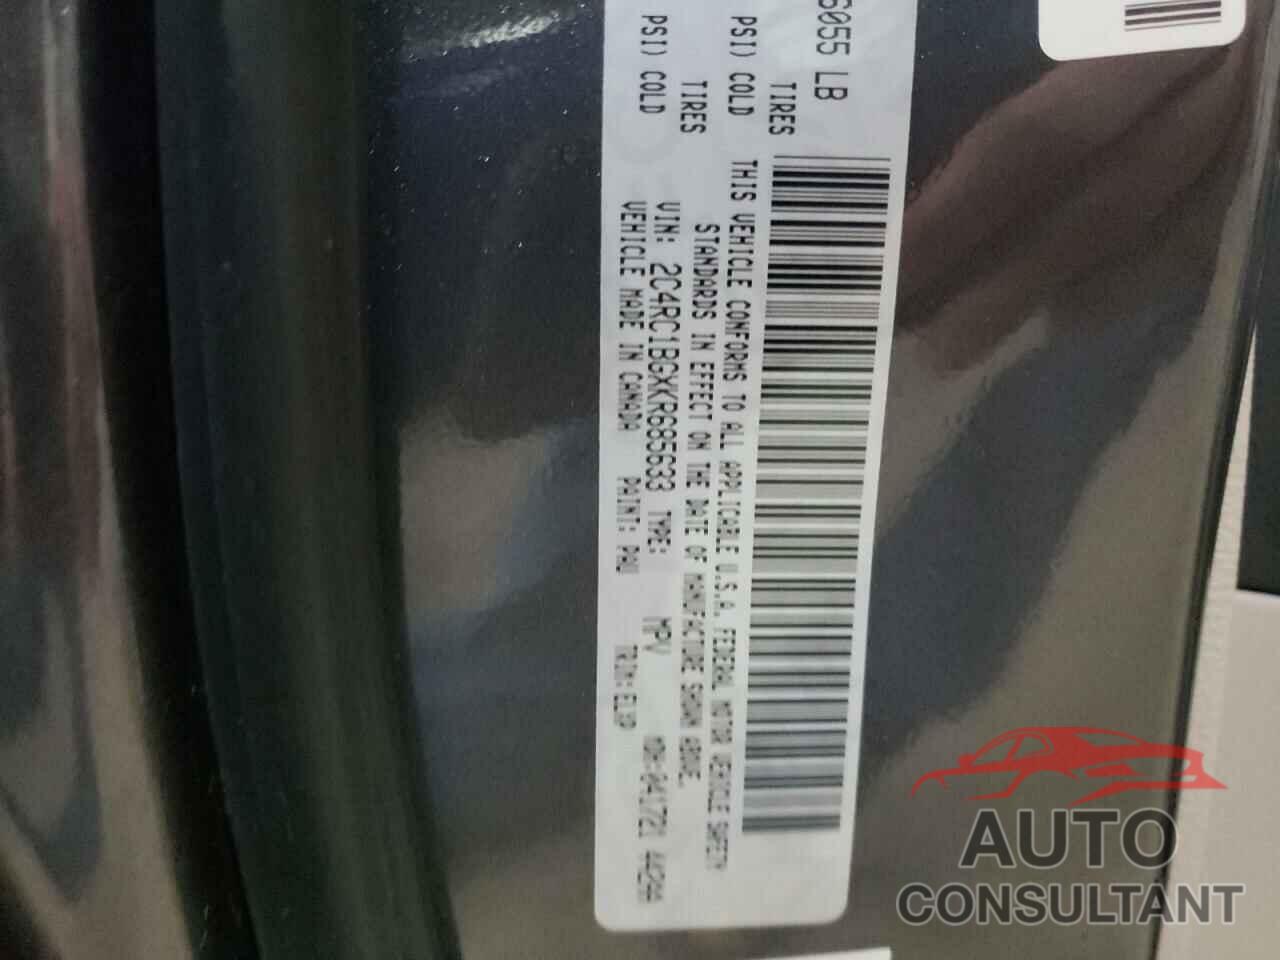 6055 LB
TIRES
PSI) COLD
TIRES
PSI) COLD
THIS VEHICLE CONFORMS TO ALL APPLICABLE U.S.A. FEDERAL MOTOR VEHICLE SAFETY
STANDARDS IN EFFECT ON THE DATE OF MANUFACTURE SHOWN ABOVE.
VIN: 2C4RC1BGXKR685633 TYPE: MPV MDH:041721
VEHICLE MADE IN CANADA PAINT: PAU TRIM:
AUTO
CONSULTANT